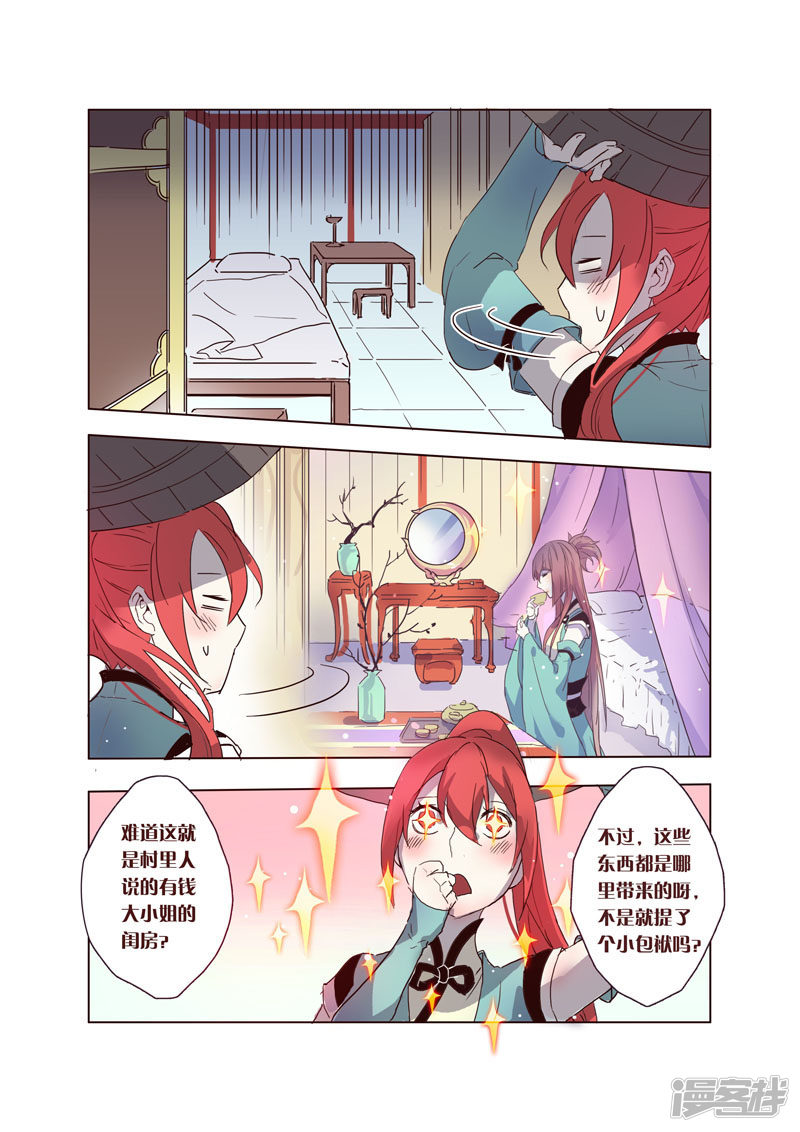 难道这就
是村里人
说的有钱
大小姐的
闺房?
不过，这些
东西都是哪
里带来的呀，
不是就提了
个小包袱吗?
漫客栈